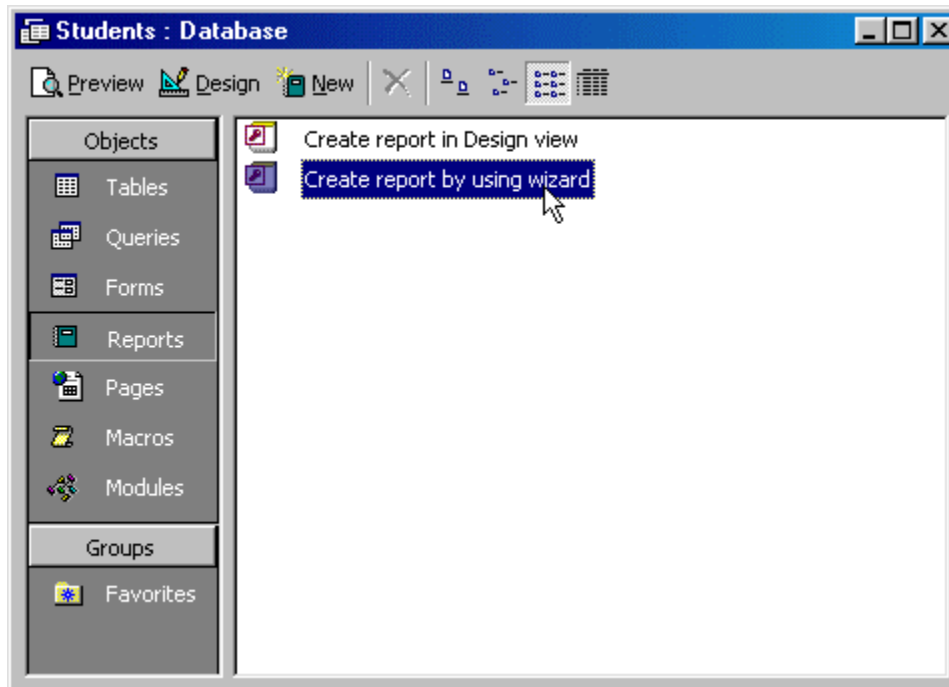 Students : Database
Preview Design New
Objects
Tables
Queries
Forms
Reports
Pages
Macros
Modules
Groups
Favorites
Create report in Design view
Create report by using wizard